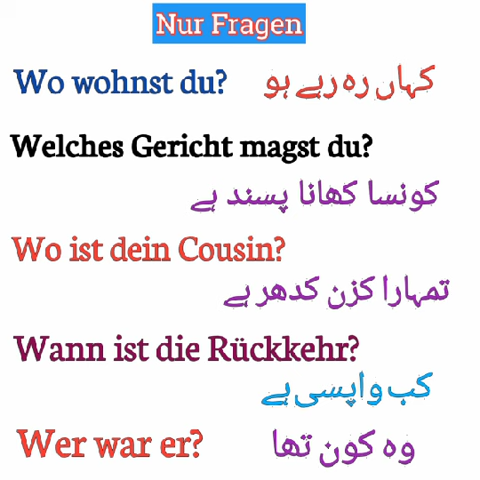 Nur Fragen
Wo wohnst du? کہاں رہ رہے ہو
Welches Gericht magst du?
کونسا کھانا پسند ہے
Wo ist dein Cousin?
تمہارا کزن کدھر ہے
Wann ist die Rückkehr?
کب واپسی ہے
Wer war er? وہ کون تھا